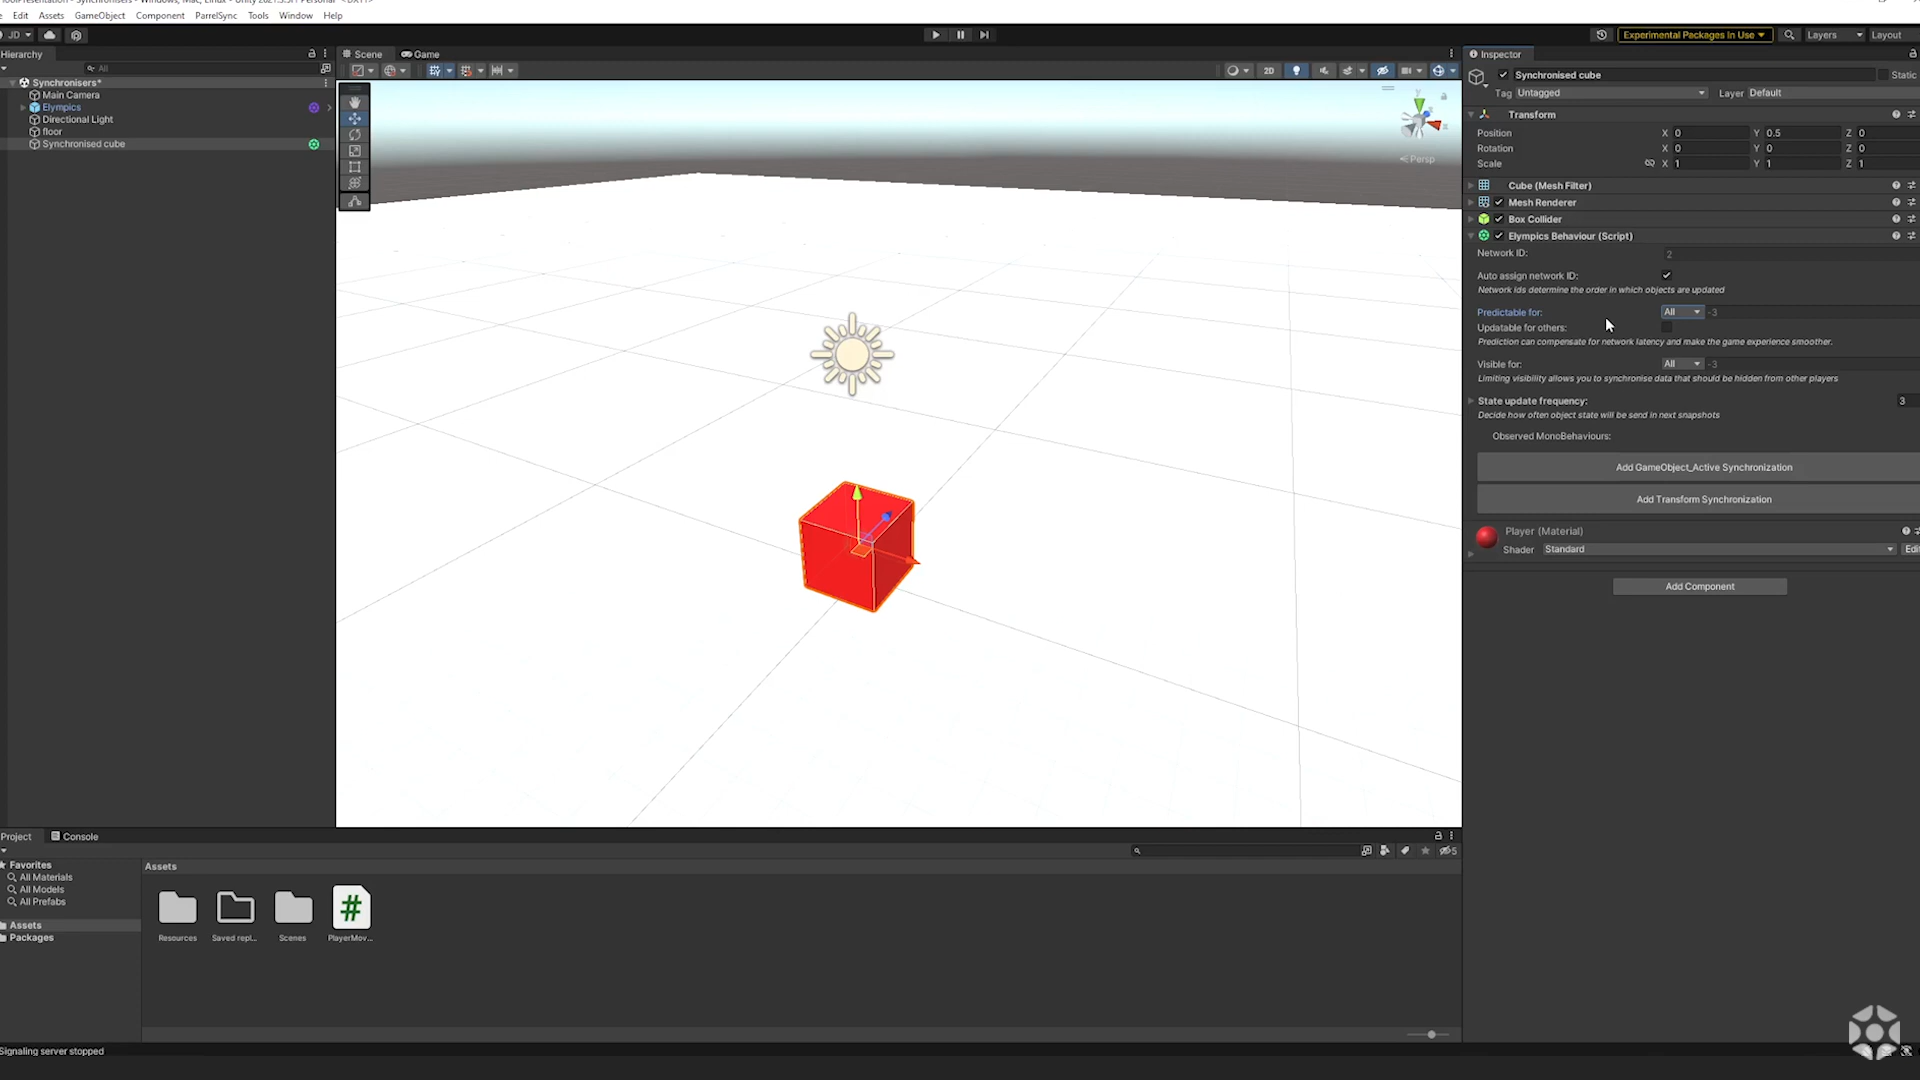 Edit Assets GameObject Component ParrelSync Tools Window Help
JD
Experimental Packages In Use
Layers
Layout
Hierarchy
All
Synchronisers*
Main Camera
Elympics
Directional Light
floor
Synchronised cube
Scene
Game
2D
y
x
Persp
Inspector
Synchronised cube
Static
Tag Untagged
Layer Default
Transform
Position X 0 Y 0.5 Z 0
Rotation X 0 Y 0 Z 0
Scale X 1 Y 1 Z 1
Cube (Mesh Filter)
Mesh Renderer
Box Collider
Elympics Behaviour (Script)
Network ID: 2
Auto assign network ID:
Network ids determine the order in which objects are updated
Predictable for: All -3
Updatable for others:
Prediction can compensate for network latency and make the game experience smoother.
Visible for: All -3
Limiting visibility allows you to synchronise data that should be hidden from other players
State update frequency: 3
Decide how often object state will be send in next snapshots
Observed MonoBehaviours:
Add GameObject_Active Synchronization
Add Transform Synchronization
Player (Material)
Shader Standard
Edit
Add Component
Project
Console
5
Favorites
All Materials
All Models
All Prefabs
Assets
Packages
Assets
Resources
Saved repl...
Scenes
#
PlayerMov...
Signaling server stopped